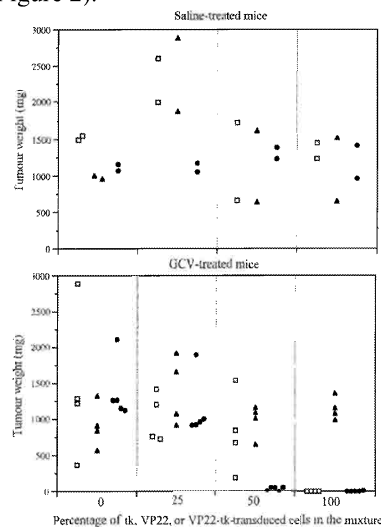 Figure 2).
Saline-treated mice
3000
2500
2000
1500
1000
500
0
Tumour weight (mg)
GCV-treated mice
3000
2500
2000
1500
1000
500
0
Tumour weight (mg)
0 25 50 100
Percentage of tk, VP22, or VP22-tk-transduced cells in the mixture